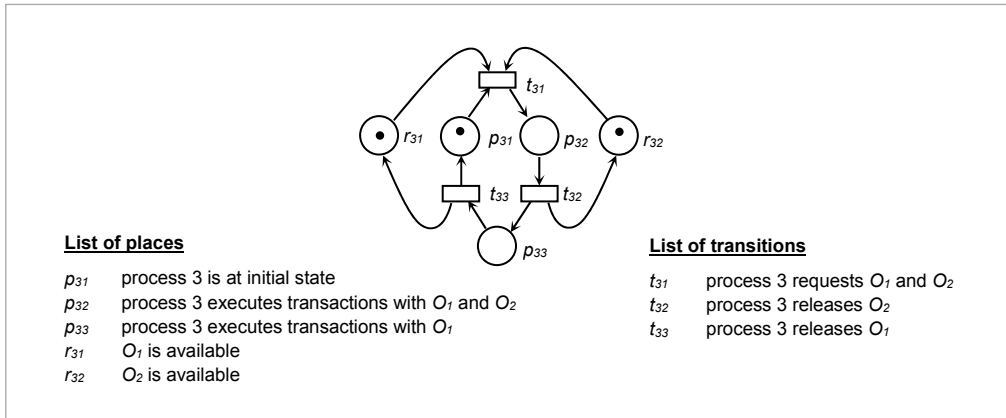 t31
r31
p31
p32
r32
t33
t32
p33
List of places
p31 process 3 is at initial state
p32 process 3 executes transactions with O1 and O2
p33 process 3 executes transactions with O1
r31 O1 is available
r32 O2 is available
List of transitions
t31 process 3 requests O1 and O2
t32 process 3 releases O2
t33 process 3 releases O1